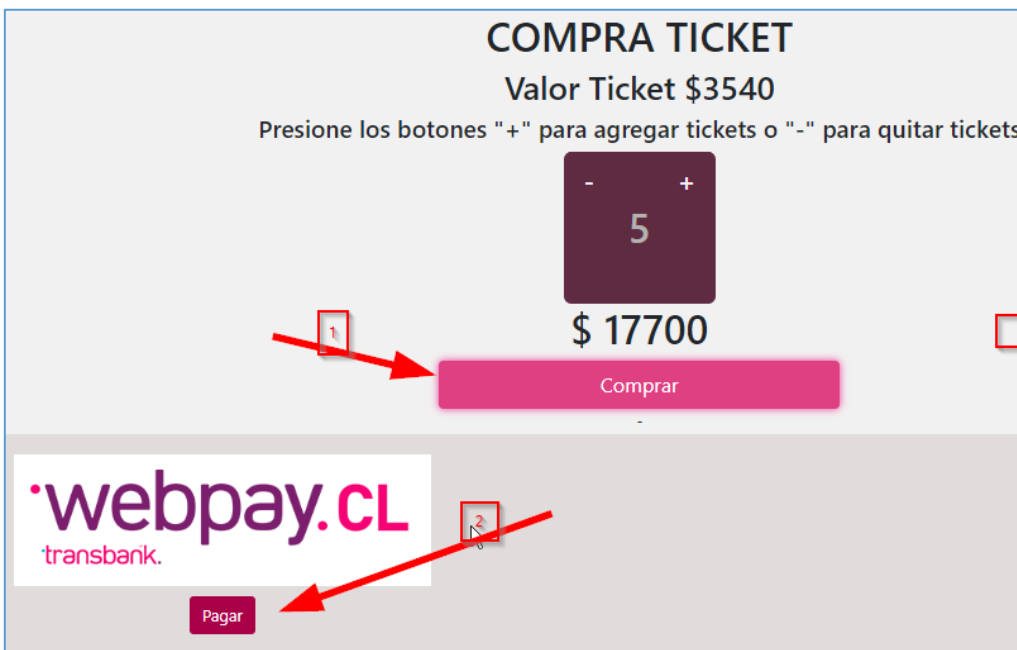 COMPRA TICKET
Valor Ticket $3540
Presione los botones "+" para agregar tickets o "-" para quitar tickets
- +
5
1
$ 17700
Comprar
-
webpay.CL
2
transbank.
Pagar